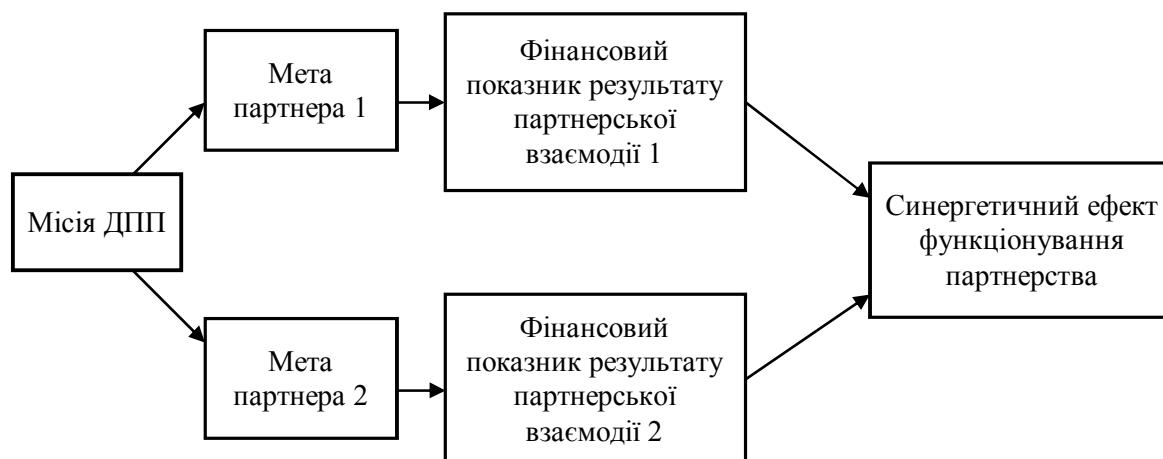 Місія ДПП
Мета
партнера 1
Фінансовий
показник результату
партнерської
взаємодії 1
Мета
партнера 2
Фінансовий
показник результату
партнерської
взаємодії 2
Синергетичний ефект
функціонування
партнерства